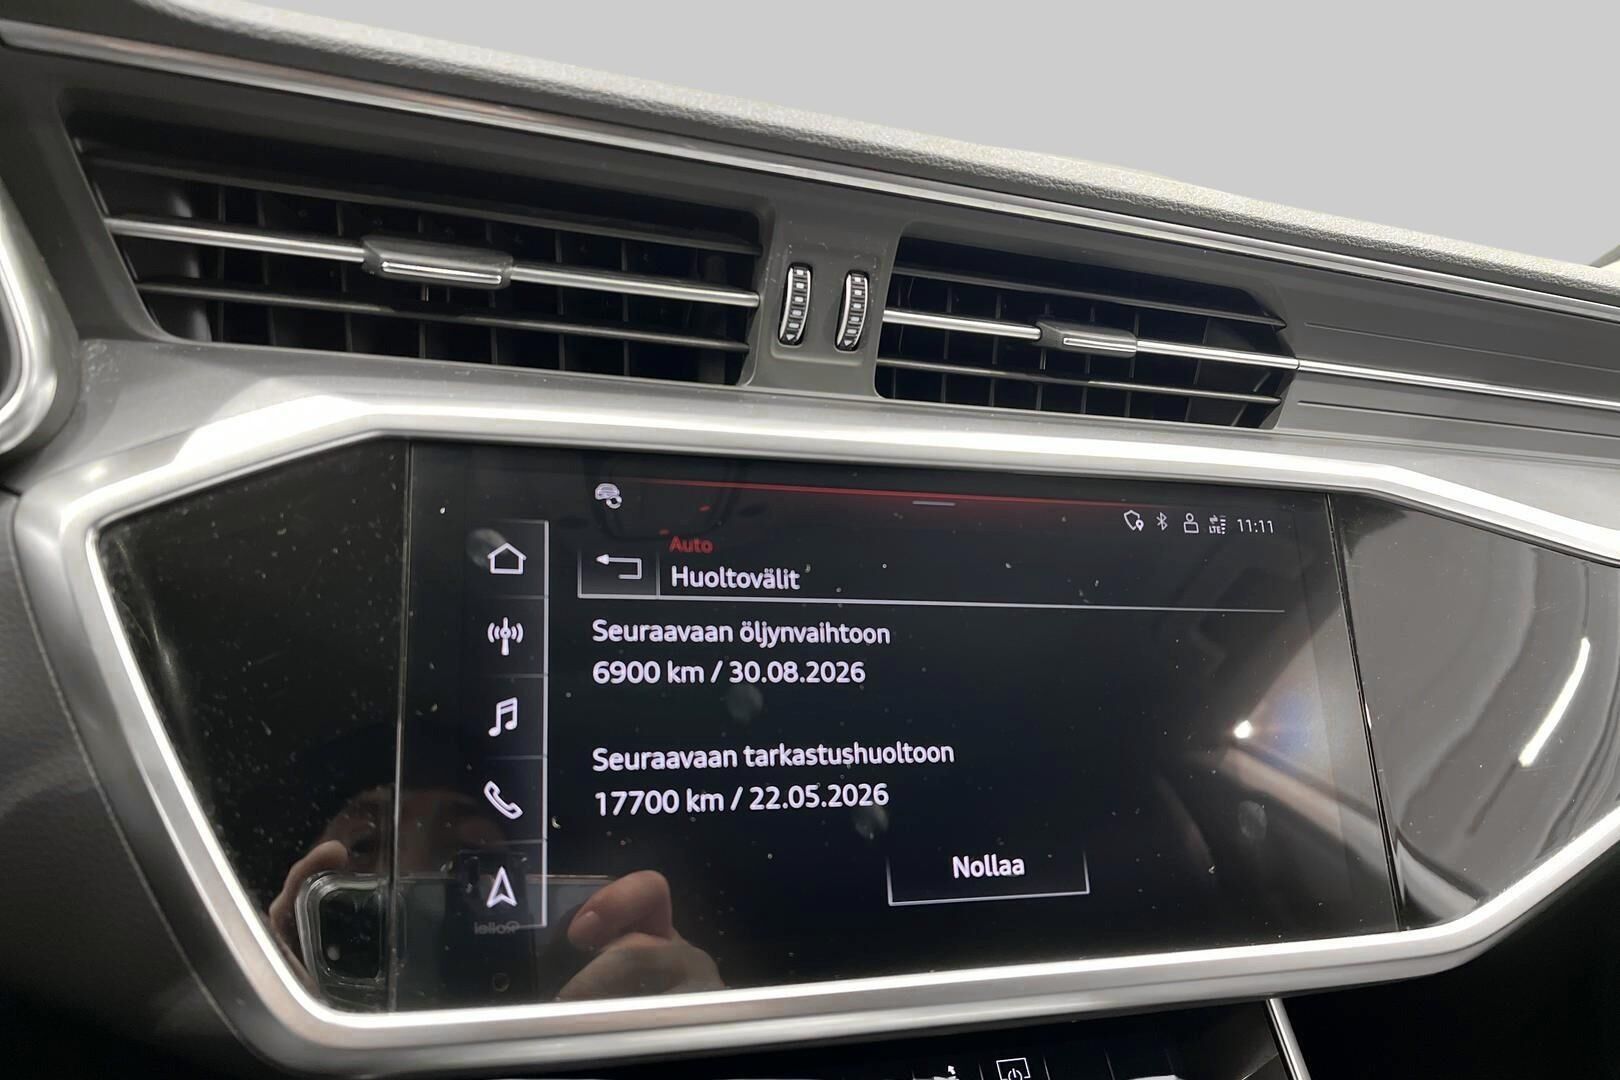 LTE 11:11
Auto
Huoltovälit
Seuraavaan öljynvaihtoon
6900 km / 30.08.2026
Seuraavaan tarkastushuoltoon
17700 km / 22.05.2026
Nollaa